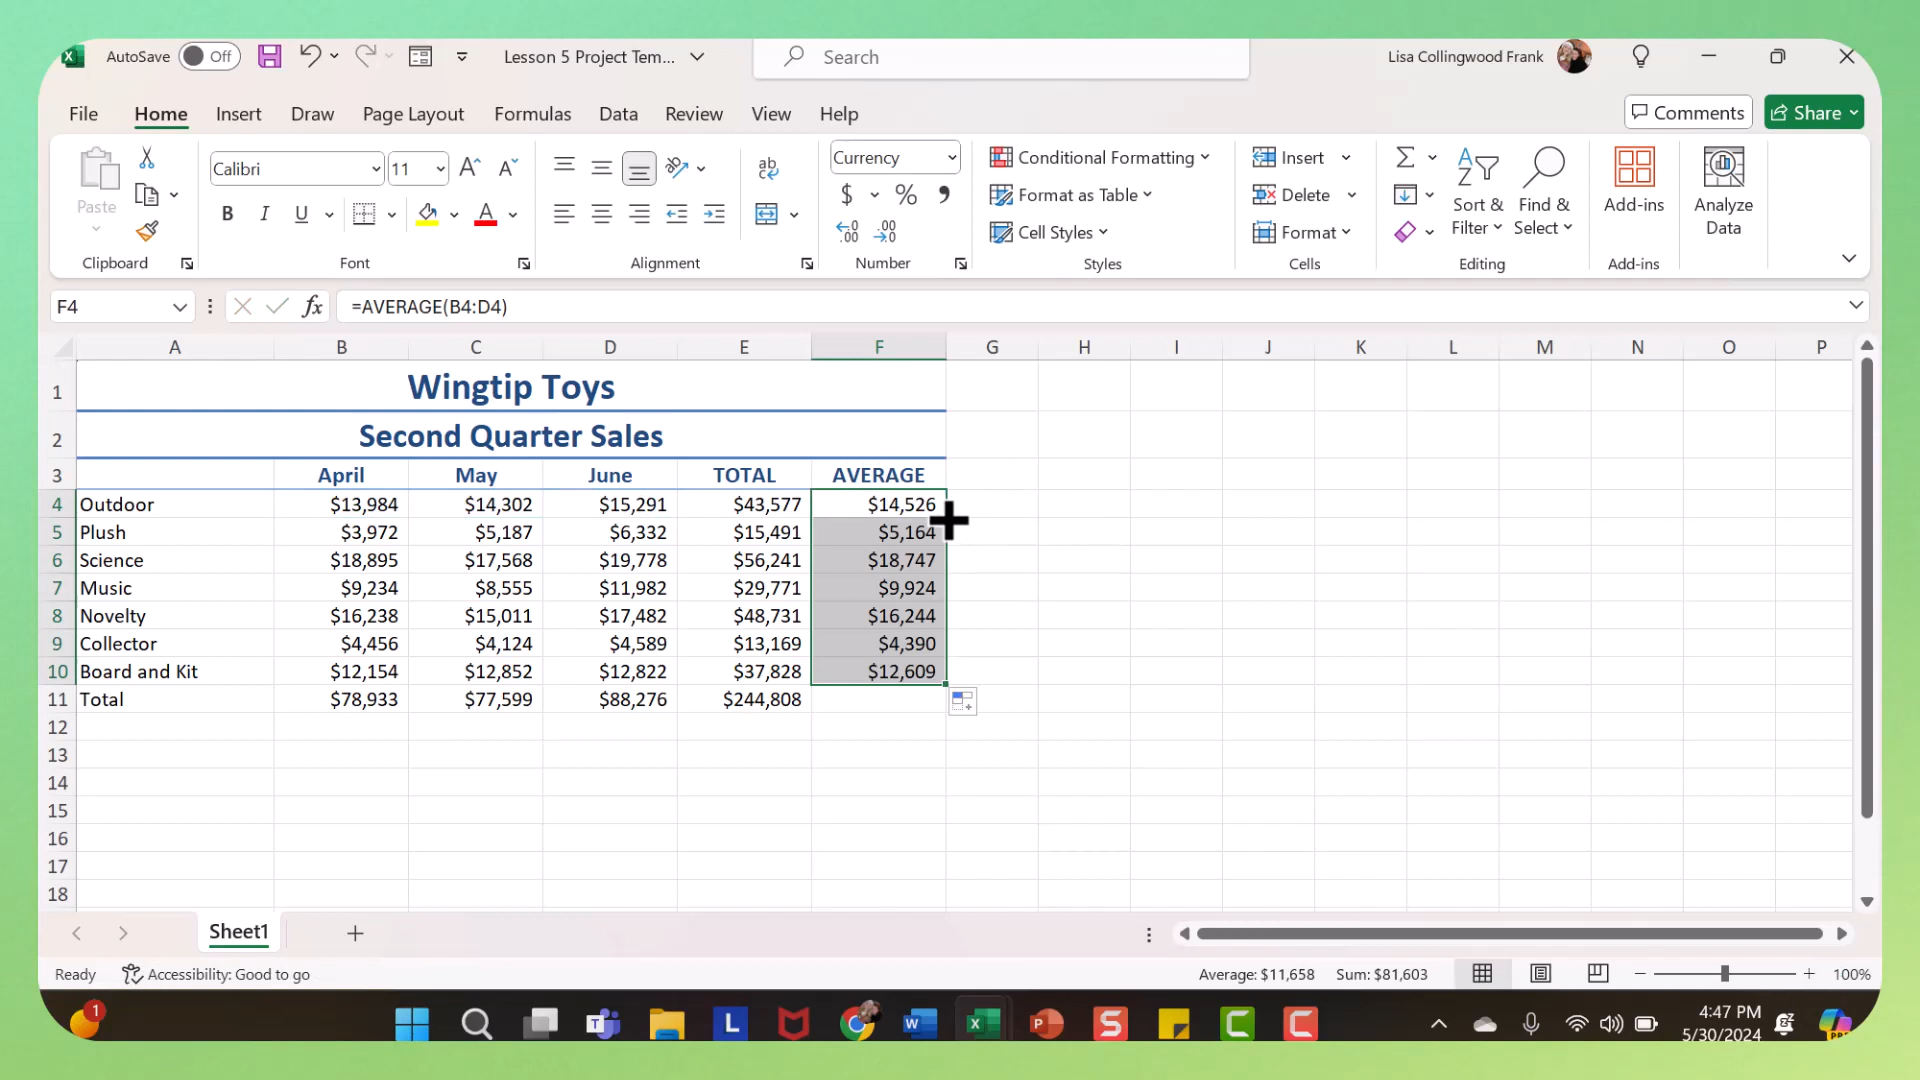 AutoSave Off Lesson 5 Project Tem... Search Lisa Collingwood Frank
File Home Insert Draw Page Layout Formulas Data Review View Help Comments Share
Paste
Clipboard
Calibri 11
B I U A
Font
ab
Alignment
Currency
$ % ,
.00 .00
Number
Conditional Formatting
Format as Table
Cell Styles
Styles
Insert
Delete
Format
Cells
Sort &
Filter
Find &
Select
Editing
Add-ins
Add-ins
Analyze
Data
F4 fx =AVERAGE(B4:D4)
A B C D E F G H I J K L M N O P
1 Wingtip Toys
2 Second Quarter Sales
3 April May June TOTAL AVERAGE
4 Outdoor $13,984 $14,302 $15,291 $43,577 $14,526
5 Plush $3,972 $5,187 $6,332 $15,491 $5,164
6 Science $18,895 $17,568 $19,778 $56,241 $18,747
7 Music $9,234 $8,555 $11,982 $29,771 $9,924
8 Novelty $16,238 $15,011 $17,482 $48,731 $16,244
9 Collector $4,456 $4,124 $4,589 $13,169 $4,390
10 Board and Kit $12,154 $12,852 $12,822 $37,828 $12,609
11 Total $78,933 $77,599 $88,276 $244,808
12
13
14
15
16
17
18
Sheet1
Ready Accessibility: Good to go Average: $11,658 Sum: $81,603 100%
1 4:47 PM
5/30/2024